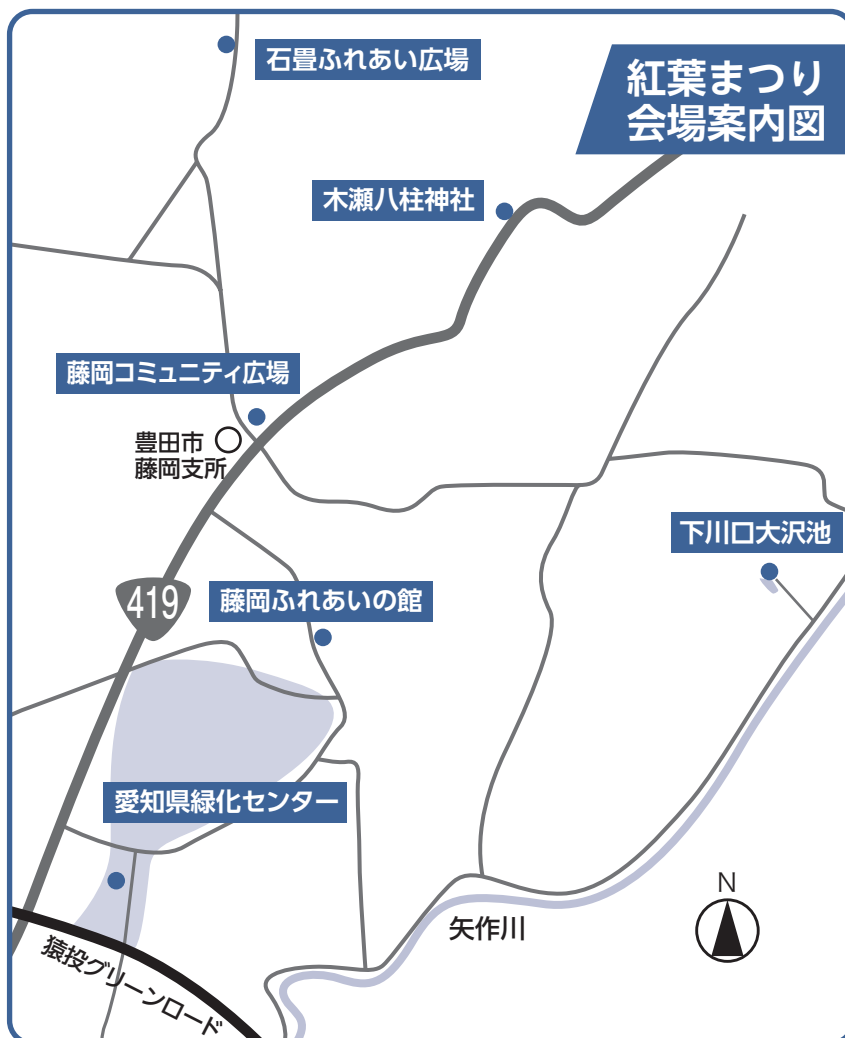 石畳ふれあい広場
紅葉まつり
会場案内図
木瀬八柱神社
藤岡コミュニティ広場
豊田市
藤岡支所
下川口大沢池
419
藤岡ふれあいの館
愛知県緑化センター
N
矢作川
猿投グリーンロード